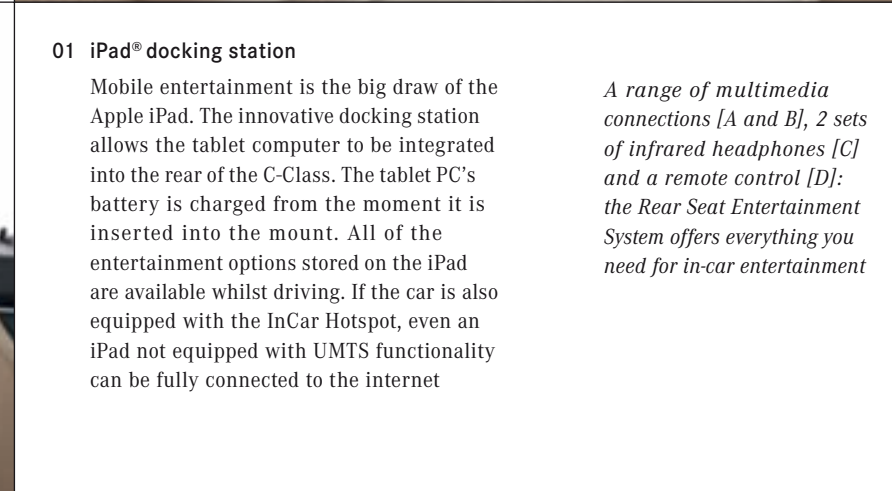 01 iPad® docking station
Mobile entertainment is the big draw of the
Apple iPad. The innovative docking station
allows the tablet computer to be integrated
into the rear of the C-Class. The tablet PC’s
battery is charged from the moment it is
inserted into the mount. All of the
entertainment options stored on the iPad
are available whilst driving. If the car is also
equipped with the InCar Hotspot, even an
iPad not equipped with UMTS functionality
can be fully connected to the internet
A range of multimedia
connections [A and B], 2 sets
of infrared headphones [C]
and a remote control [D]:
the Rear Seat Entertainment
System offers everything you
need for in-car entertainment